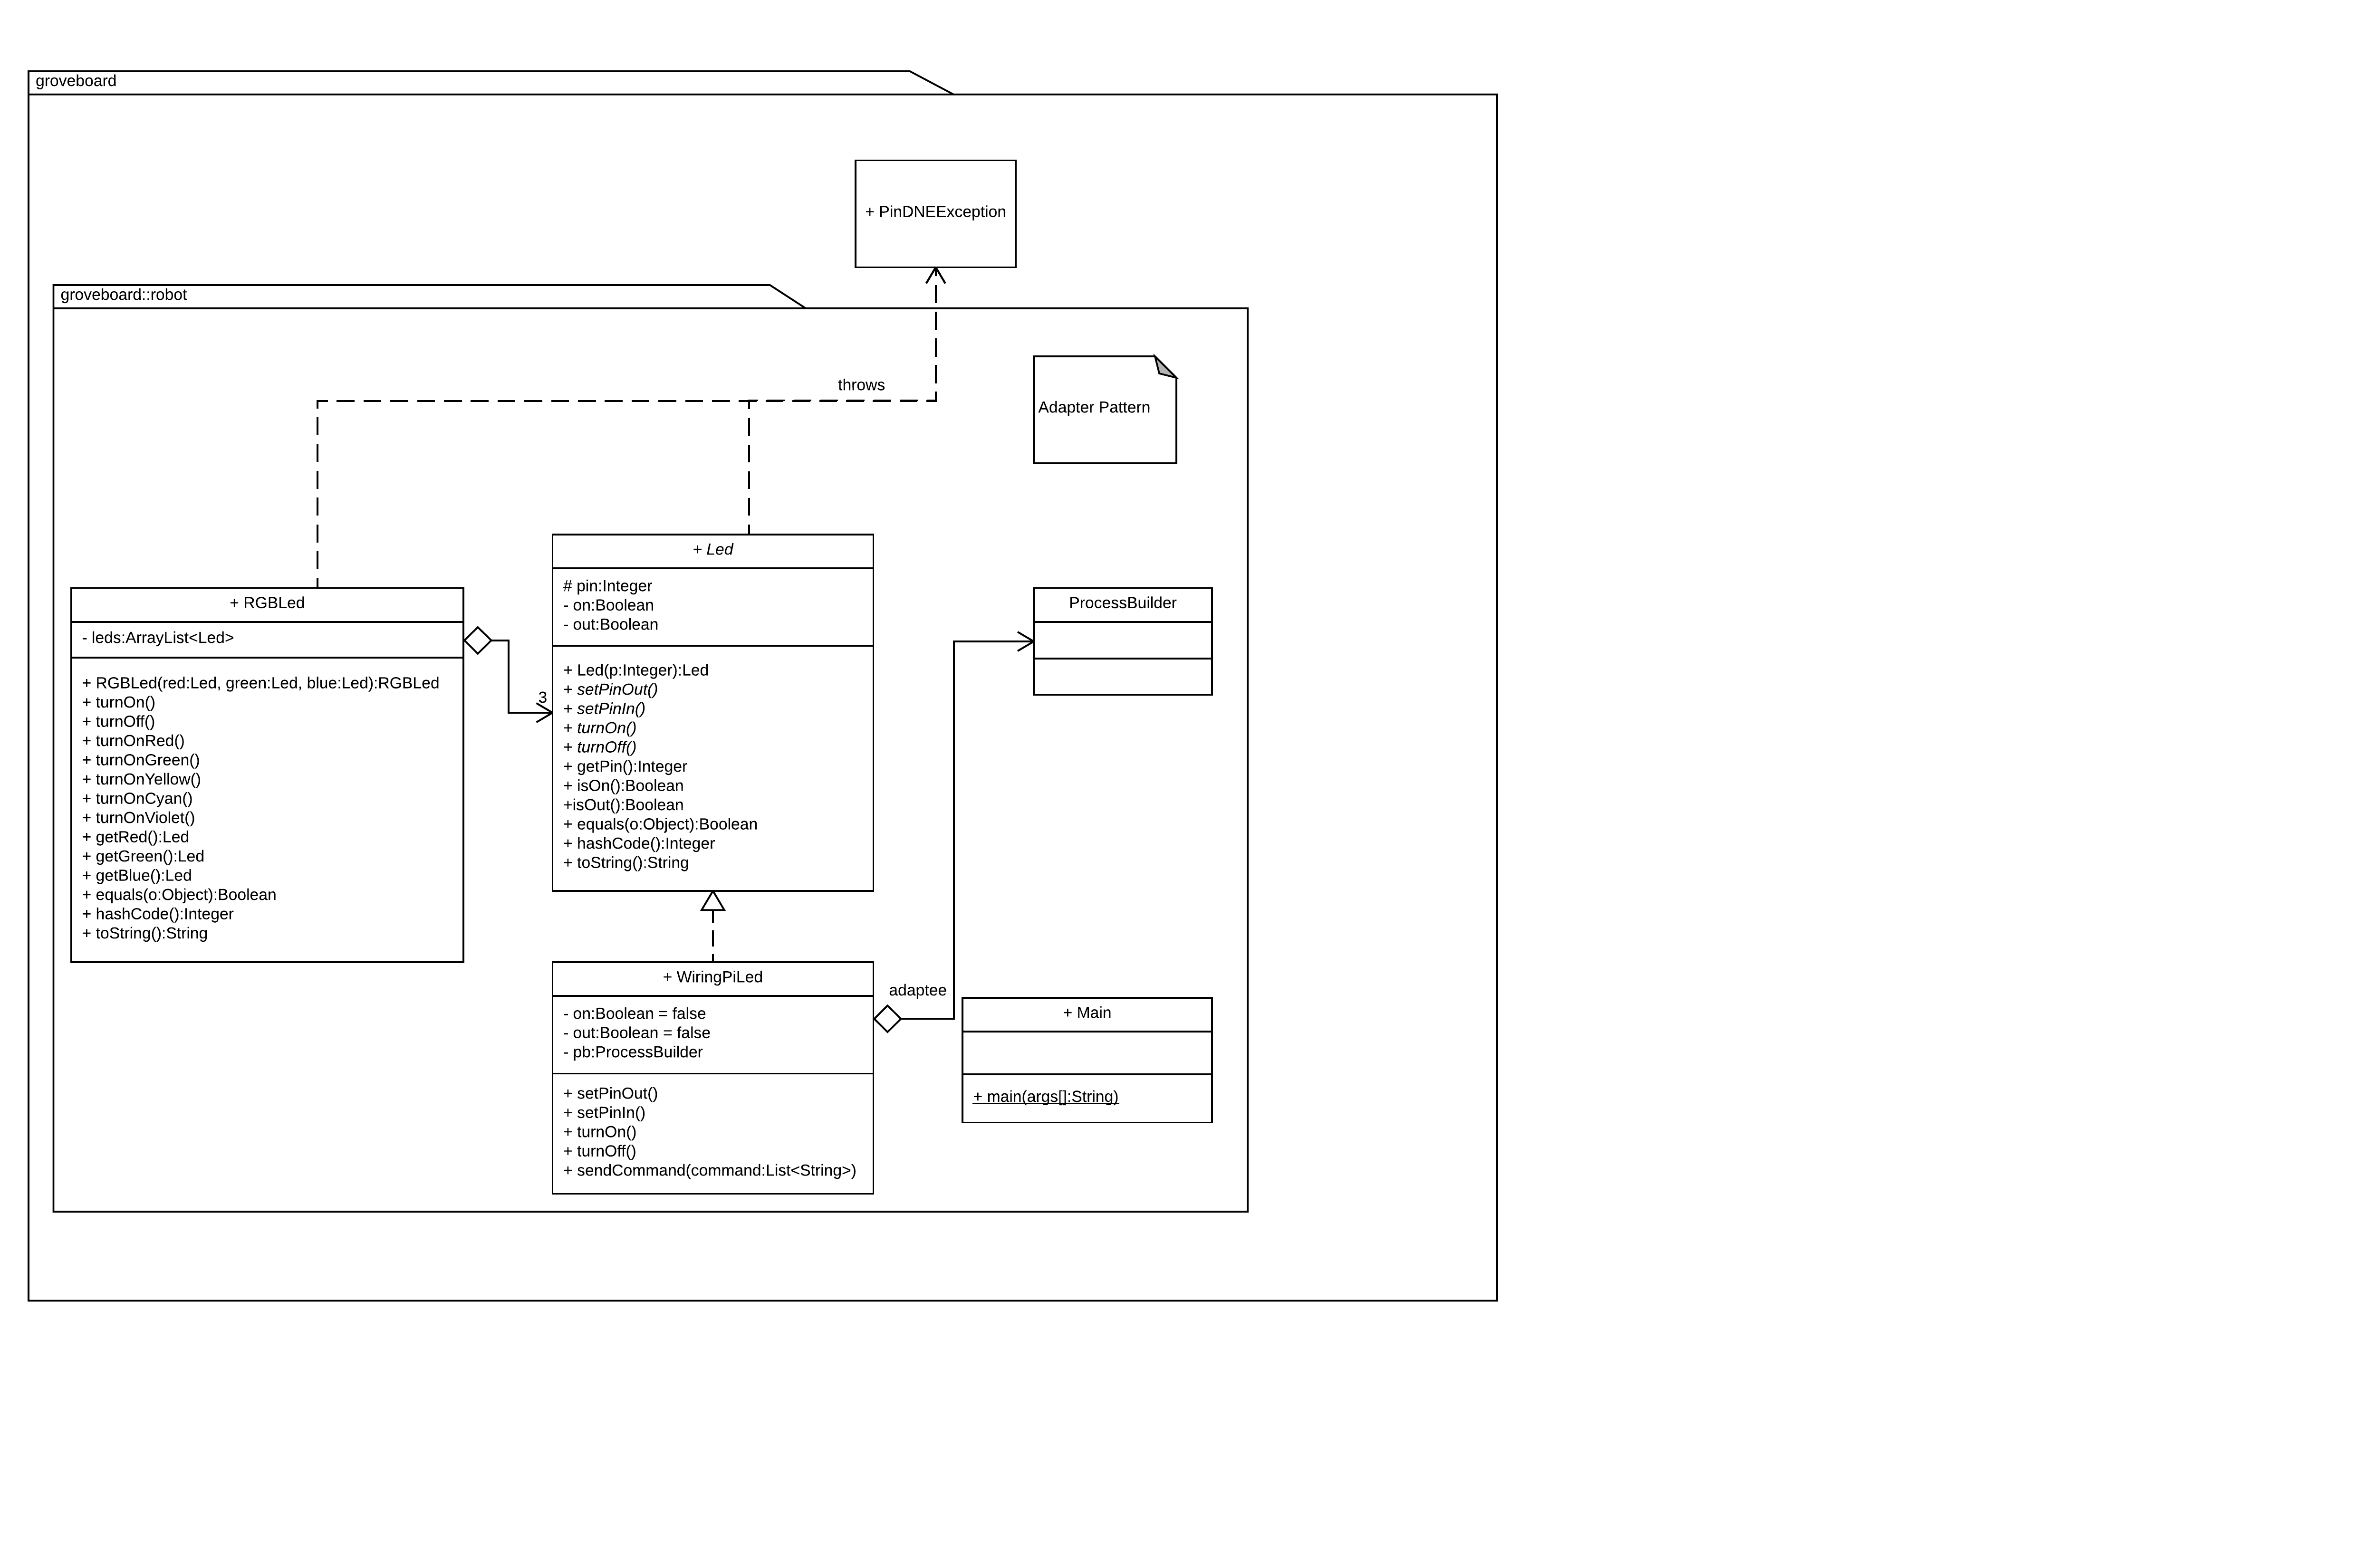 groveboard
+ PinDNEException
groveboard::robot
throws
Adapter Pattern
+ RGBLed
- leds:ArrayList<Led>
+ RGBLed(red:Led, green:Led, blue:Led):RGBLed
+ turnOn()
+ turnOff()
+ turnOnRed()
+ turnOnGreen()
+ turnOnYellow()
+ turnOnCyan()
+ turnOnViolet()
+ getRed():Led
+ getGreen():Led
+ getBlue():Led
+ equals(o:Object):Boolean
+ hashCode():Integer
+ toString():String
3
+ Led
# pin:Integer
- on:Boolean
- out:Boolean
+ Led(p:Integer):Led
+ setPinOut()
+ setPinIn()
+ turnOn()
+ turnOff()
+ getPin():Integer
+ isOn():Boolean
+isOut():Boolean
+ equals(o:Object):Boolean
+ hashCode():Integer
+ toString():String
ProcessBuilder
+ WiringPiLed
- on:Boolean = false
- out:Boolean = false
- pb:ProcessBuilder
+ setPinOut()
+ setPinIn()
+ turnOn()
+ turnOff()
+ sendCommand(command:List<String>)
adaptee
+ Main
+ main(args[]:String)